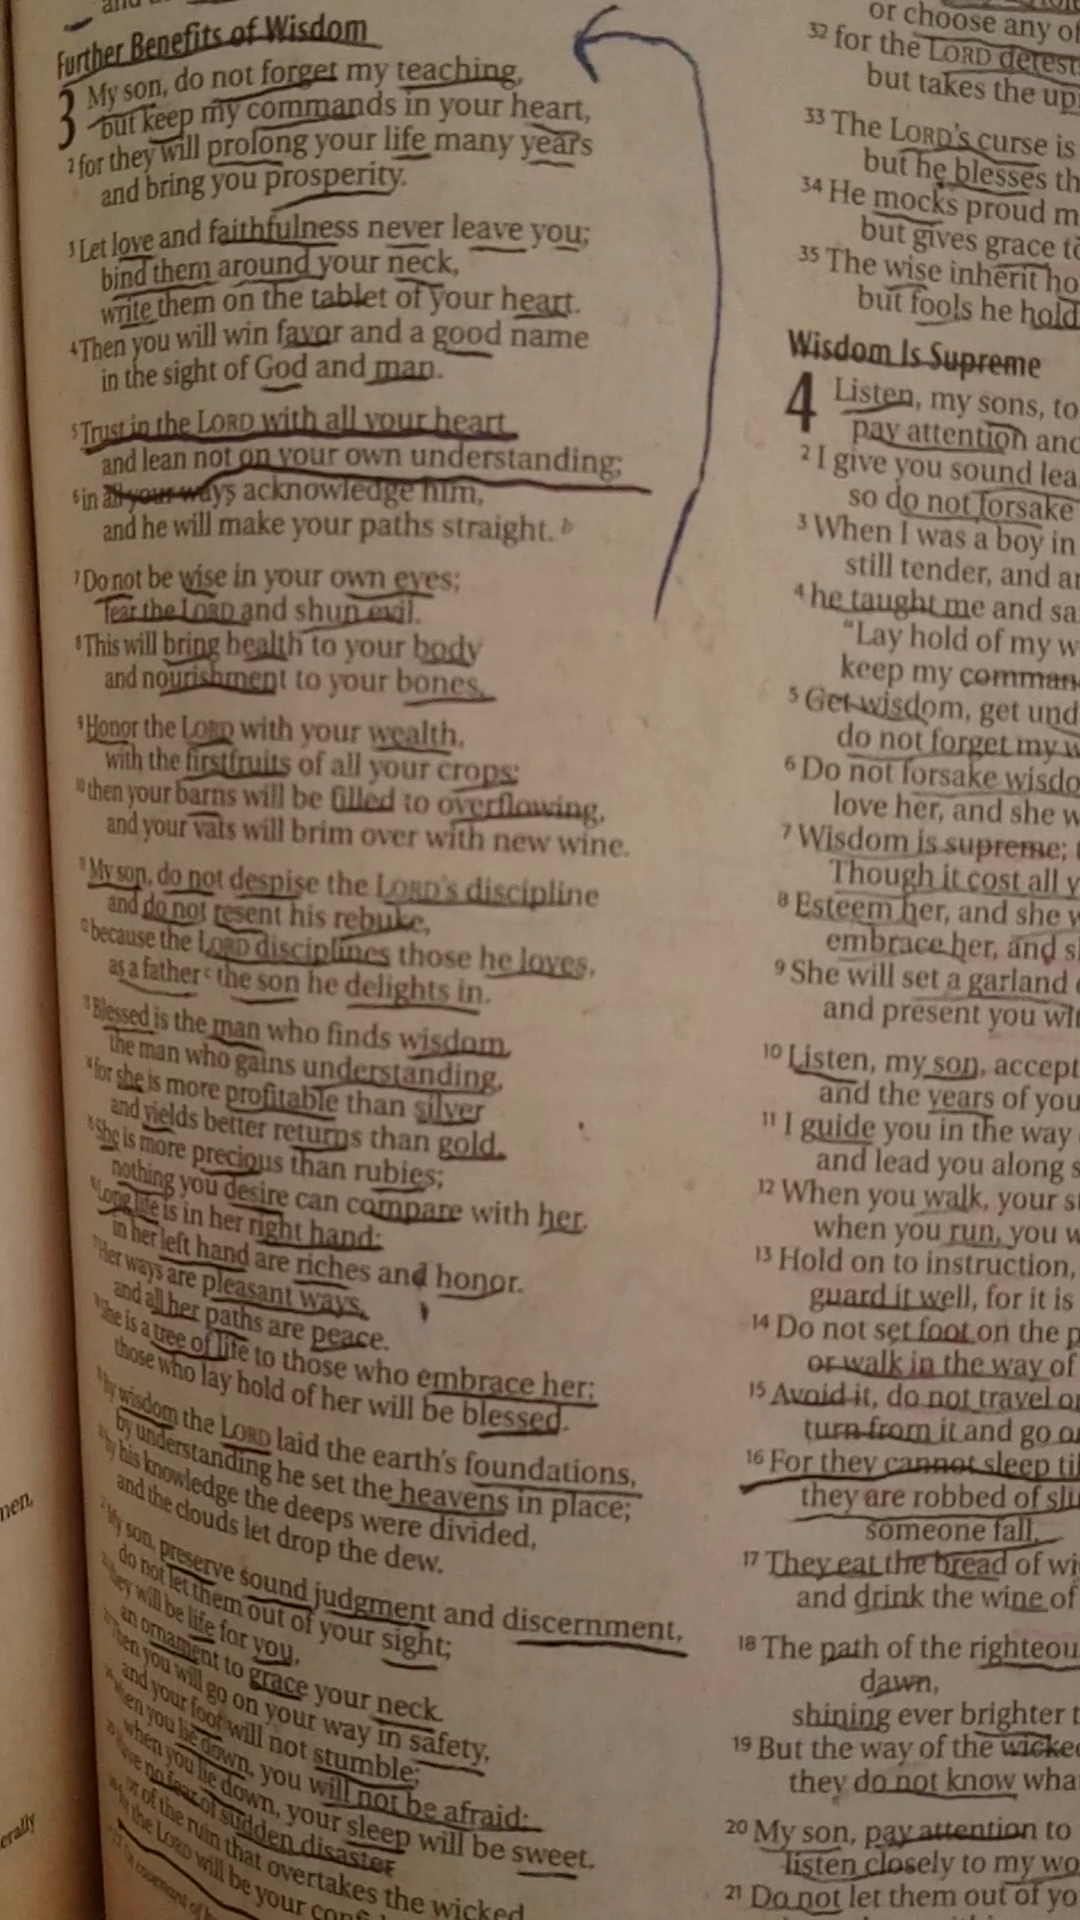 and
Further Benefits of Wisdom
3 My son, do not forget my teaching,
but keep my commands in your heart,
2 for they will prolong your life many years
and bring you prosperity.
3 Let love and faithfulness never leave you;
bind them around your neck,
write them on the tablet of your heart.
4 Then you will win favor and a good name
in the sight of God and man.
5 Trust in the LORD with all your heart
and lean not on your own understanding;
6 in all your ways acknowledge him,
and he will make your paths straight. b
7 Do not be wise in your own eyes;
fear the LORD and shun evil.
8 This will bring health to your body
and nourishment to your bones.
9 Honor the LORD with your wealth,
with the firstfruits of all your crops;
10 then your barns will be filled to overflowing,
and your vats will brim over with new wine.
11 My son, do not despise the LORD's discipline
and do not resent his rebuke,
12 because the LORD disciplines those he loves,
as a father c the son he delights in.
13 Blessed is the man who finds wisdom,
the man who gains understanding,
14 for she is more profitable than silver
and yields better returns than gold.
15 She is more precious than rubies;
nothing you desire can compare with her.
16 Long life is in her right hand;
in her left hand are riches and honor.
17 Her ways are pleasant ways,
and all her paths are peace.
18 She is a tree of life to those who embrace her;
those who lay hold of her will be blessed.
19 By wisdom the LORD laid the earth's foundations,
by understanding he set the heavens in place;
20 by his knowledge the deeps were divided,
and the clouds let drop the dew.
21 My son, preserve sound judgment and discernment,
do not let them out of your sight;
22 they will be life for you,
an ornament to grace your neck.
23 Then you will go on your way in safety,
and your foot will not stumble;
24 when you lie down, you will not be afraid;
when you lie down, your sleep will be sweet.
25 Have no fear of sudden disaster
or of the ruin that overtakes the wicked,
26 for the LORD will be your
or choose any of
32 for the LORD detests
but takes the up
33 The LORD's curse is
but he blesses th
34 He mocks proud m
but gives grace to
35 The wise inherit ho
but fools he hold
Wisdom Is Supreme
4 Listen, my sons, to
pay attention and
2 I give you sound lea
so do not forsake
3 When I was a boy in
still tender, and an
4 he taught me and sa
"Lay hold of my w
keep my comman
5 Get wisdom, get und
do not forget my w
6 Do not forsake wisdo
love her, and she w
7 Wisdom is supreme; t
Though it cost all y
8 Esteem her, and she w
embrace her, and s
9 She will set a garland
and present you wit
10 Listen, my son, accept
and the years of you
11 I guide you in the way
and lead you along s
12 When you walk, your s
when you run, you w
13 Hold on to instruction,
guard it well, for it is
14 Do not set foot on the p
or walk in the way of
15 Avoid it, do not travel on
turn from it and go o
16 For they cannot sleep til
they are robbed of slu
someone fall.
17 They eat the bread of wi
and drink the wine of
18 The path of the righteou
dawn,
shining ever brighter t
19 But the way of the wicked
they do not know wha
20 My son, pay attention to
listen closely to my wo
21 Do not let them out of yo
men,
erally